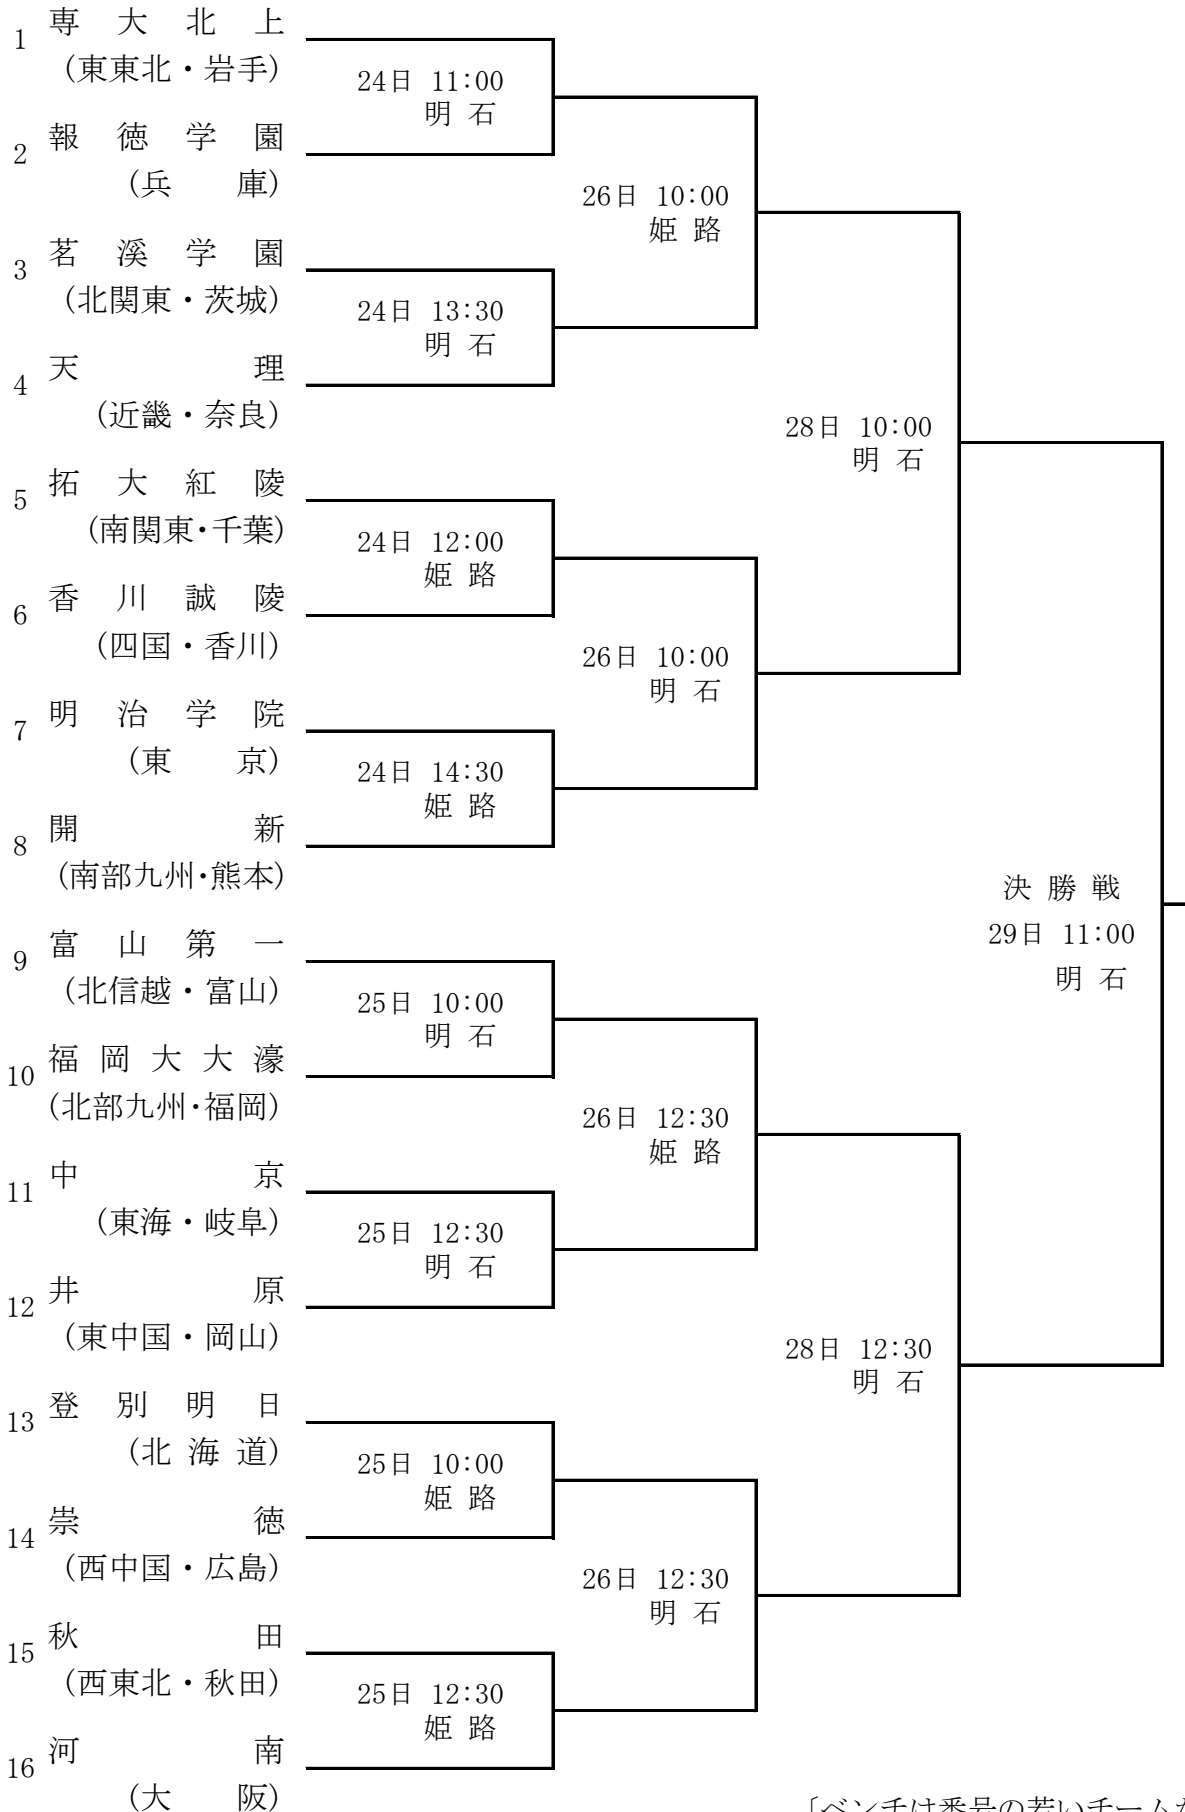 1 専大北上
(東東北・岩手)
24日 11:00
明石
2 報徳学園
(兵庫)
26日 10:00
姫路
3 茗溪学園
(北関東・茨城)
24日 13:30
明石
4 天理
(近畿・奈良)
28日 10:00
明石
5 拓大紅陵
(南関東・千葉)
24日 12:00
姫路
6 香川誠陵
(四国・香川)
26日 10:00
明石
7 明治学院
(東京)
24日 14:30
姫路
8 開新
(南部九州・熊本)
決勝戦
29日 11:00
明石
9 富山第一
(北信越・富山)
25日 10:00
明石
10 福岡大大濠
(北部九州・福岡)
26日 12:30
姫路
11 中京
(東海・岐阜)
25日 12:30
明石
12 井原
(東中国・岡山)
28日 12:30
明石
13 登別明日
(北海道)
25日 10:00
姫路
14 崇徳
(西中国・広島)
26日 12:30
明石
15 秋田
(西東北・秋田)
25日 12:30
姫路
16 河南
(大阪)
〔ベンチは番号の若いチーム